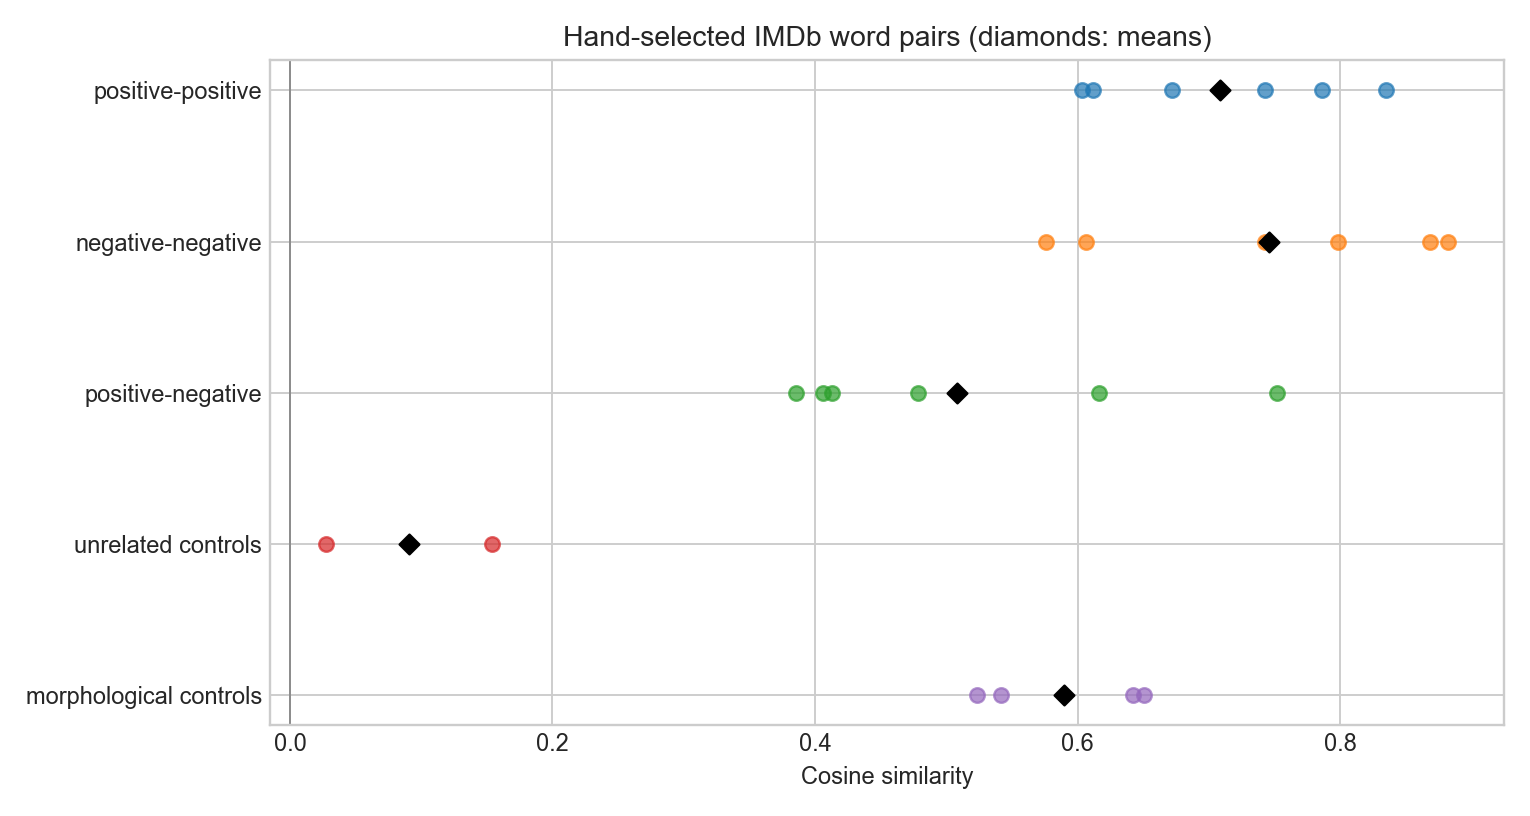 Hand-selected IMDb word pairs (diamonds: means)
positive-positive
negative-negative
positive-negative
unrelated controls
morphological controls
0.0 0.2 0.4 0.6 0.8
Cosine similarity